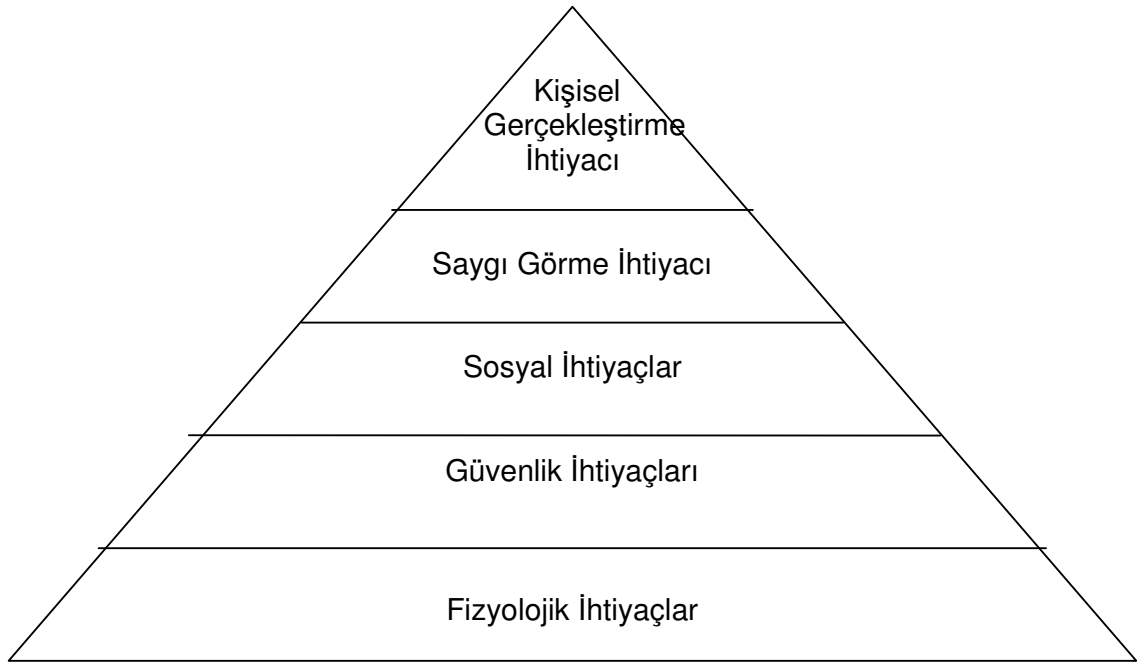 Kişisel
Gerçekleştirme
İhtiyacı
Saygı Görme İhtiyacı
Sosyal İhtiyaçlar
Güvenlik İhtiyaçları
Fizyolojik İhtiyaçlar